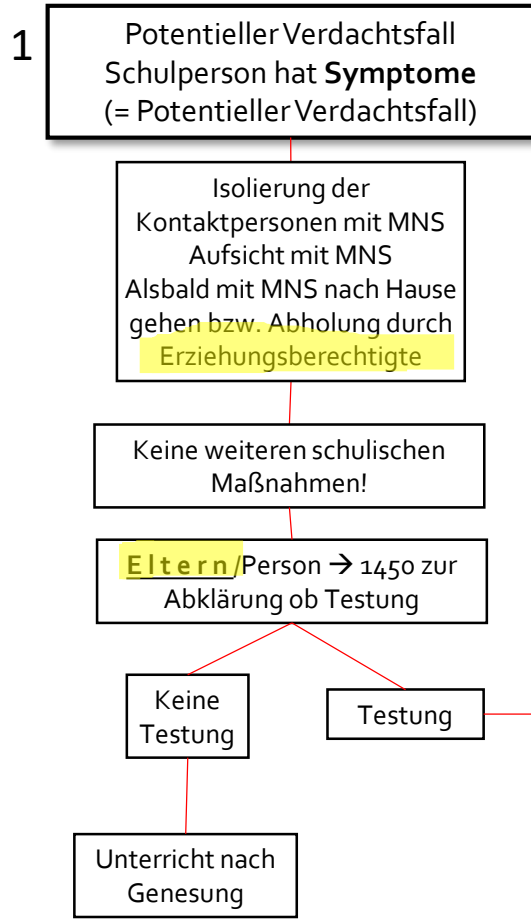 1
Potentieller Verdachtsfall
Schulperson hat Symptome
(= Potentieller Verdachtsfall)
Isolierung der
Kontaktpersonen mit MNS
Aufsicht mit MNS
Alsbald mit MNS nach Hause
gehen bzw. Abholung durch
Erziehungsberechtigte
Keine weiteren schulischen
Maßnahmen!
Eltern/Person → 1450 zur
Abklärung ob Testung
Keine
Testung
Testung
Unterricht nach
Genesung